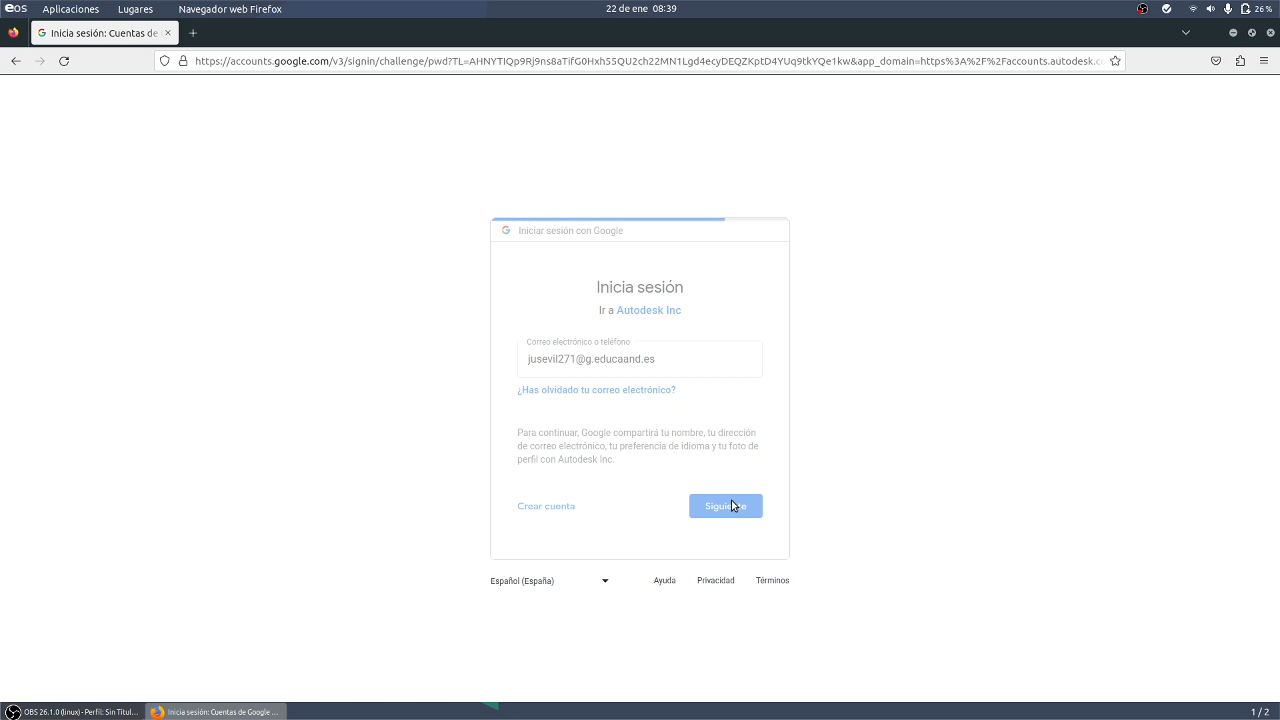 Aplicaciones Lugares Navegador web Firefox 22 de ene 08:39 26 %
Inicia sesión: Cuentas de
https://accounts.google.com/v3/signin/challenge/pwd?TL=AHNYTIQp9Rj9ns8aTifG0Hxh55QU2ch22MN1Lgd4ecyDEQZKptD4YUq9tkYQe1kw&app_domain=https%3A%2F%2Faccounts.autodesk.c
Iniciar sesión con Google
Inicia sesión
Ir a Autodesk Inc
Correo electrónico o teléfono
jusevil271@g.educaand.es
¿Has olvidado tu correo electrónico?
Para continuar, Google compartirá tu nombre, tu dirección
de correo electrónico, tu preferencia de idioma y tu foto de
perfil con Autodesk Inc.
Crear cuenta Siguiente
Español (España) Ayuda Privacidad Términos
OBS 26.1.0 (linux) - Perfil: Sin Titul... Inicia sesión: Cuentas de Google ... 1 / 2